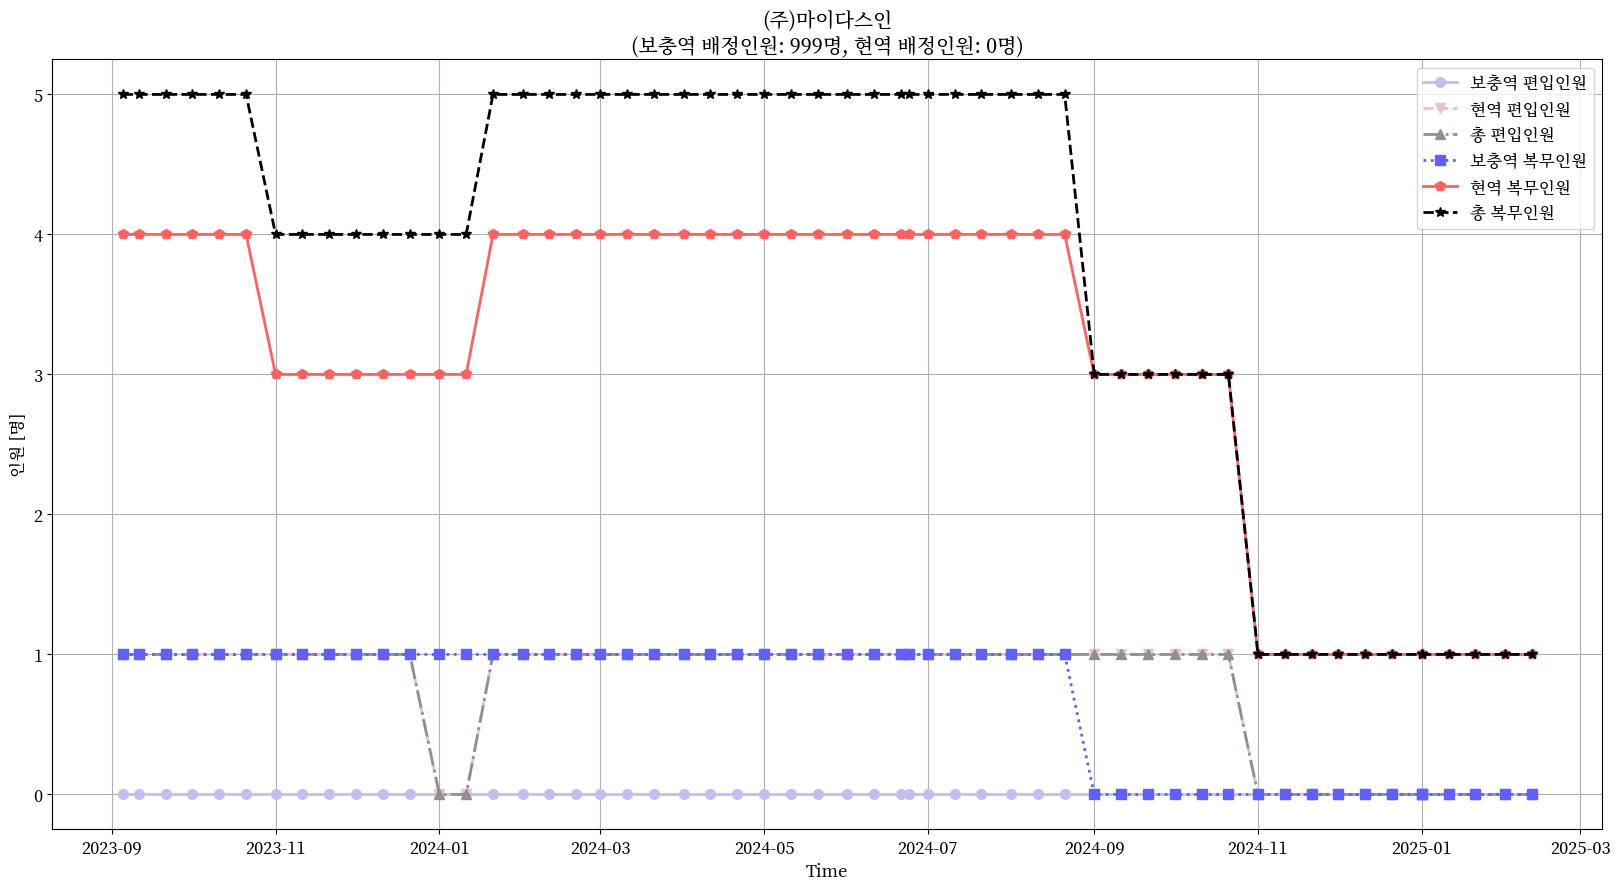 (주)마이다스인
(보충역 배정인원: 999명, 현역 배정인원: 0명)
보충역 편입인원
현역 편입인원
총 편입인원
보충역 복무인원
현역 복무인원
총 복무인원
인원 [명]
5
4
3
2
1
0
2023-09 2023-11 2024-01 2024-03 2024-05 2024-07 2024-09 2024-11 2025-01 2025-03
Time